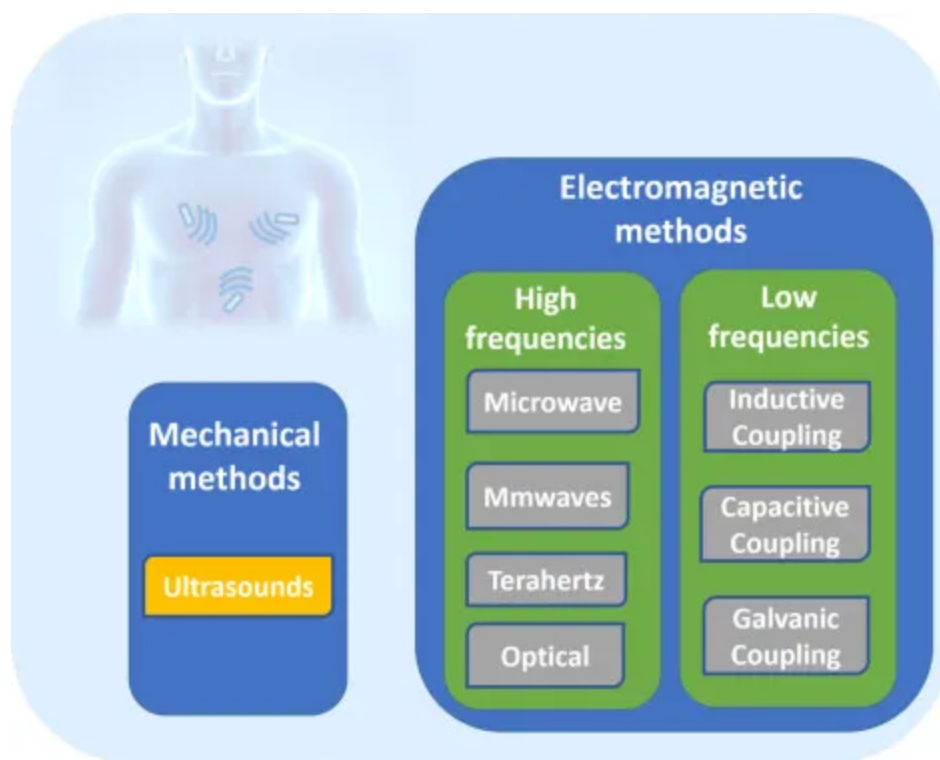 Electromagnetic
methods
High
frequencies
Microwave
Mmwaves
Terahertz
Optical
Low
frequencies
Inductive
Coupling
Capacitive
Coupling
Galvanic
Coupling
Mechanical
methods
Ultrasounds